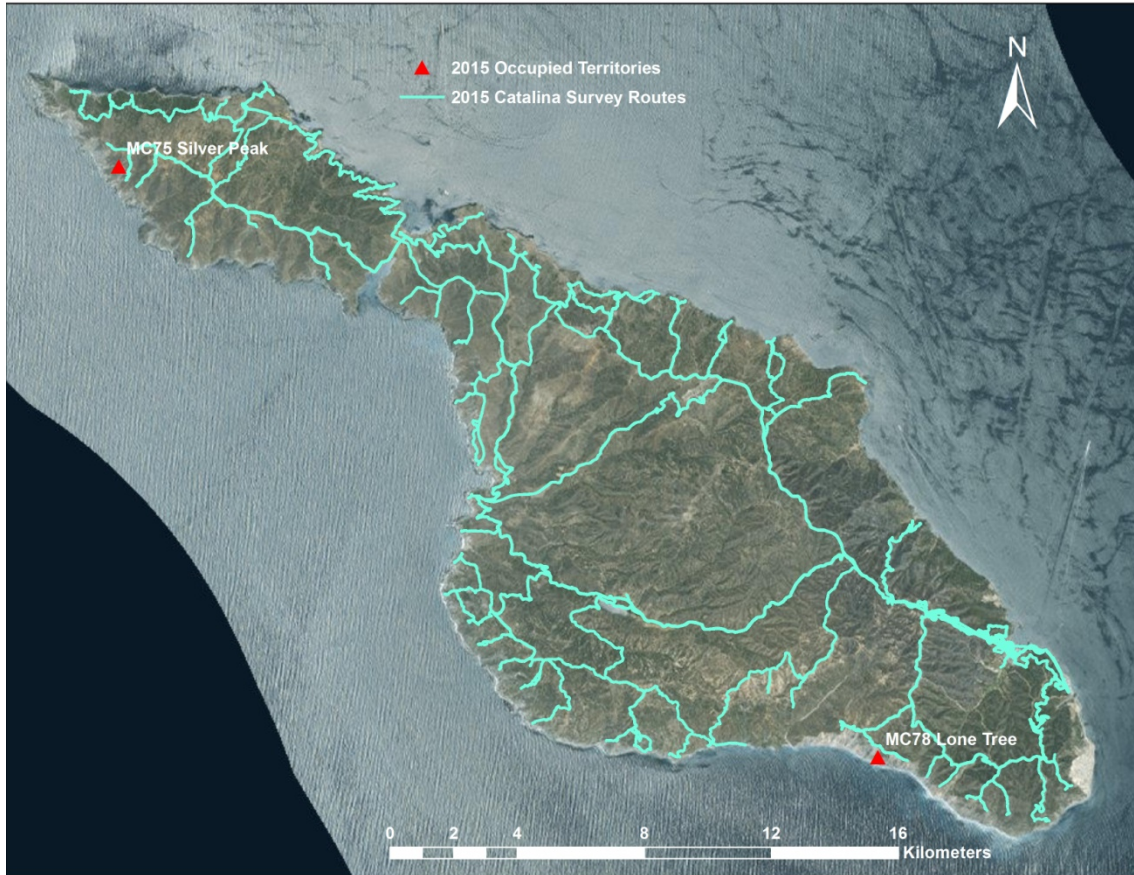 N
2015 Occupied Territories
2015 Catalina Survey Routes
MC75 Silver Peak
MC78 Lone Tree
0 2 4 8 12 16
Kilometers